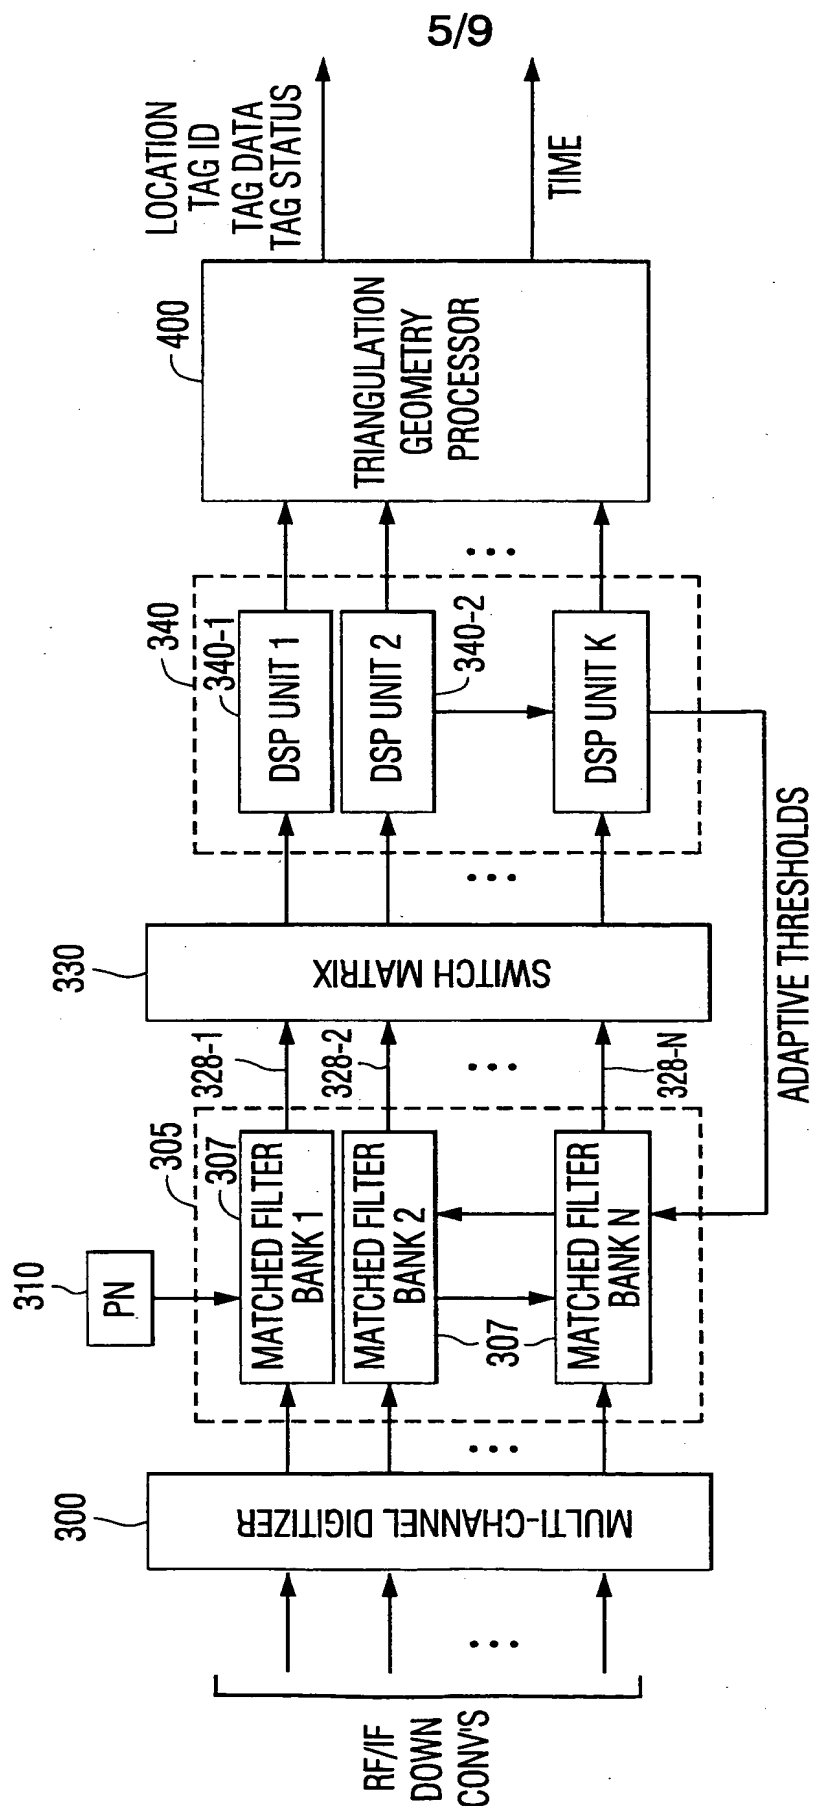 5/9
RF/IF
DOWN
CONV'S
300
MULTI-CHANNEL DIGITIZER
310
PN
305
307
MATCHED FILTER
BANK 1
MATCHED FILTER
BANK 2
307
MATCHED FILTER
BANK N
328-1
328-2
328-N
330
SWITCH MATRIX
340
340-1
DSP UNIT 1
DSP UNIT 2
340-2
DSP UNIT K
ADAPTIVE THRESHOLDS
400
TRIANGULATION
GEOMETRY
PROCESSOR
LOCATION
TAG ID
TAG DATA
TAG STATUS
TIME